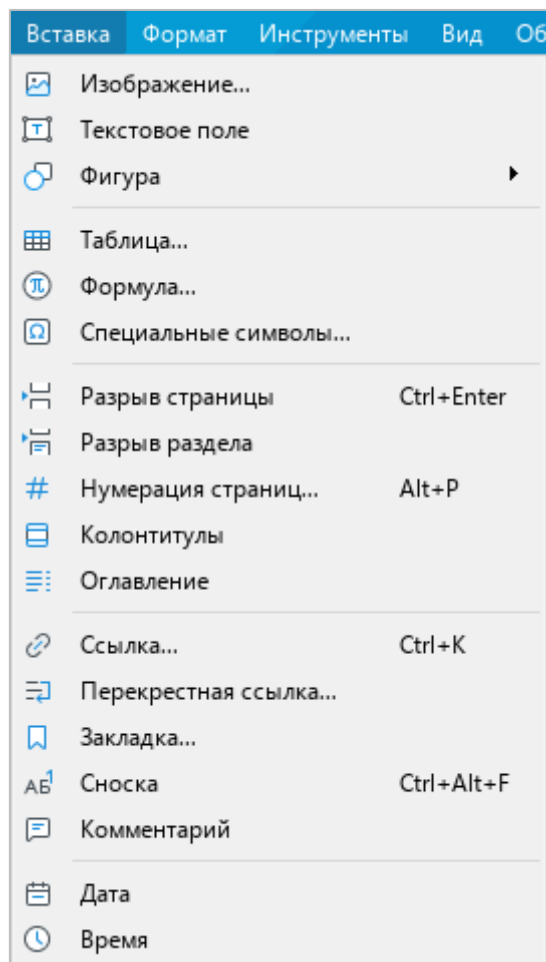 Вставка Формат Инструменты Вид Об
Изображение...
Текстовое поле
Фигура
Таблица...
Формула...
Специальные символы...
Разрыв страницы Ctrl+Enter
Разрыв раздела
Нумерация страниц... Alt+P
Колонтитулы
Оглавление
Ссылка... Ctrl+K
Перекрестная ссылка...
Закладка...
Сноска Ctrl+Alt+F
Комментарий
Дата
Время